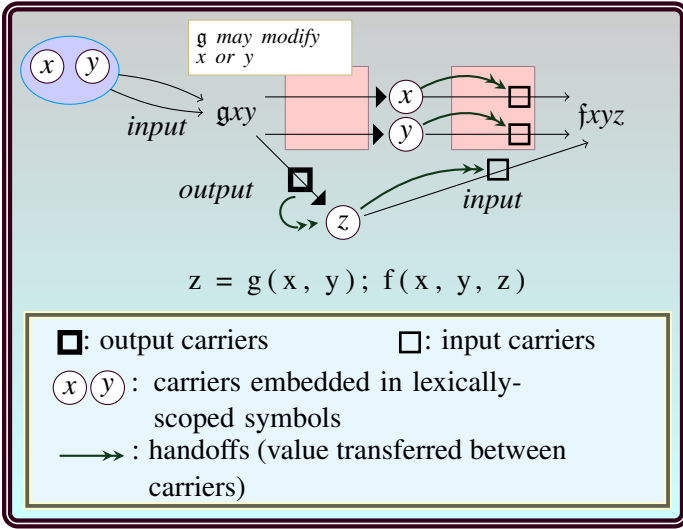 𝔤 may modify
x or y
x y
input
𝔤xy
x
y
𝔣xyz
output
input
z
z = g(x, y); f(x, y, z)
: output carriers
: input carriers
x y : carriers embedded in lexically-
scoped symbols
: handoffs (value transferred between
carriers)